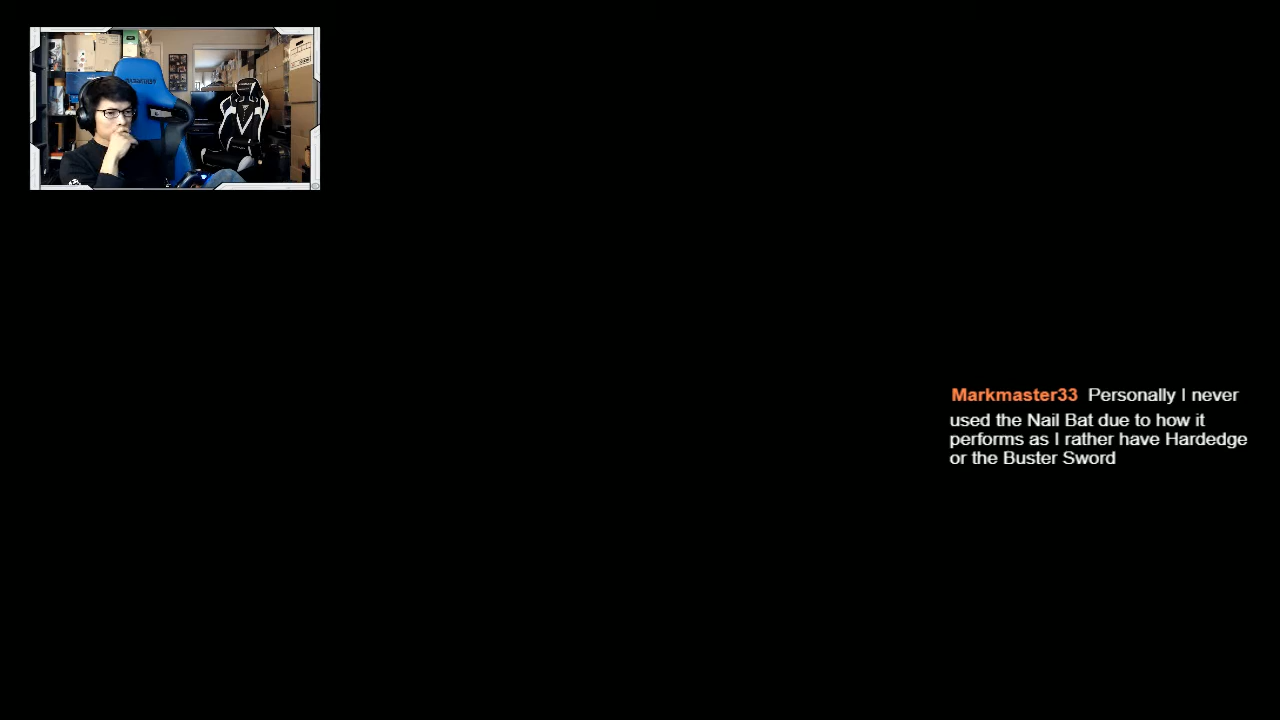 Markmaster33 Personally I never
used the Nail Bat due to how it
performs as I rather have Hardedge
or the Buster Sword